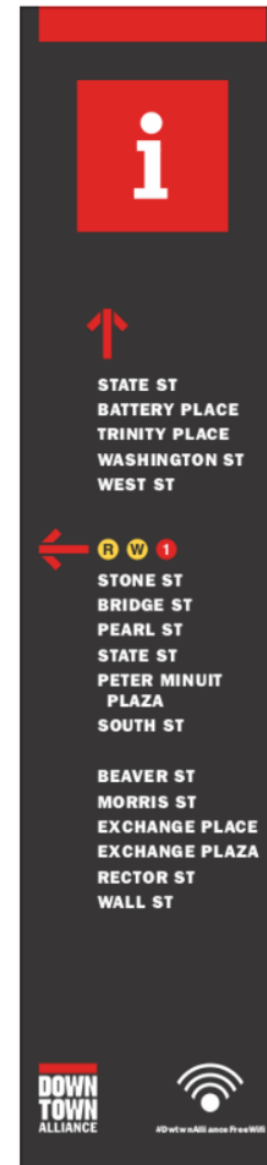 i
STATE ST
BATTERY PLACE
TRINITY PLACE
WASHINGTON ST
WEST ST
R W 1
STONE ST
BRIDGE ST
PEARL ST
STATE ST
PETER MINUIT
PLAZA
SOUTH ST
BEAVER ST
MORRIS ST
EXCHANGE PLACE
EXCHANGE PLAZA
RECTOR ST
WALL ST
DOWN
TOWN
ALLIANCE
#DwtwnAllianceFreeWifi